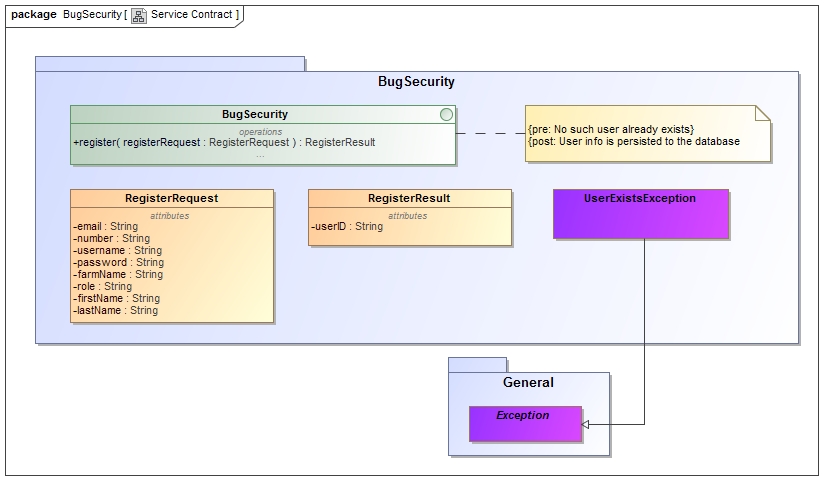 package BugSecurity [ Service Contract ]
BugSecurity
BugSecurity
operations
+register( registerRequest : RegisterRequest ) : RegisterResult
...
{pre: No such user already exists}
{post: User info is persisted to the database
RegisterRequest
attributes
-email : String
-number : String
-username : String
-password : String
-farmName : String
-role : String
-firstName : String
-lastName : String
RegisterResult
attributes
-userID : String
UserExistsException
General
Exception